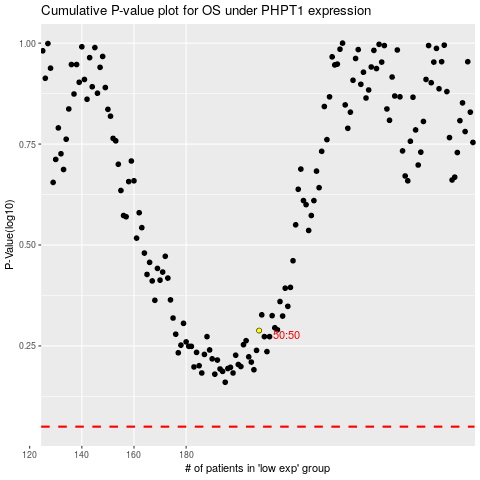 Cumulative P-value plot for OS under PHPT1 expression
P-Value(log10)
1.00
0.75
0.50
0.25
50:50
120 140 160 180
# of patients in 'low exp' group